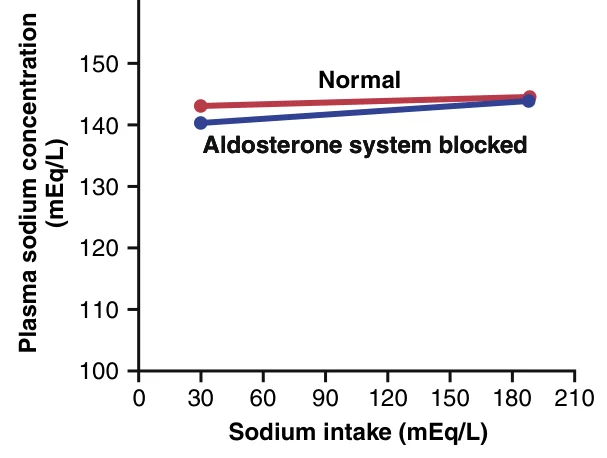 Plasma sodium concentration
(mEq/L)
150
140
130
120
110
100
Normal
Aldosterone system blocked
0 30 60 90 120 150 180 210
Sodium intake (mEq/L)